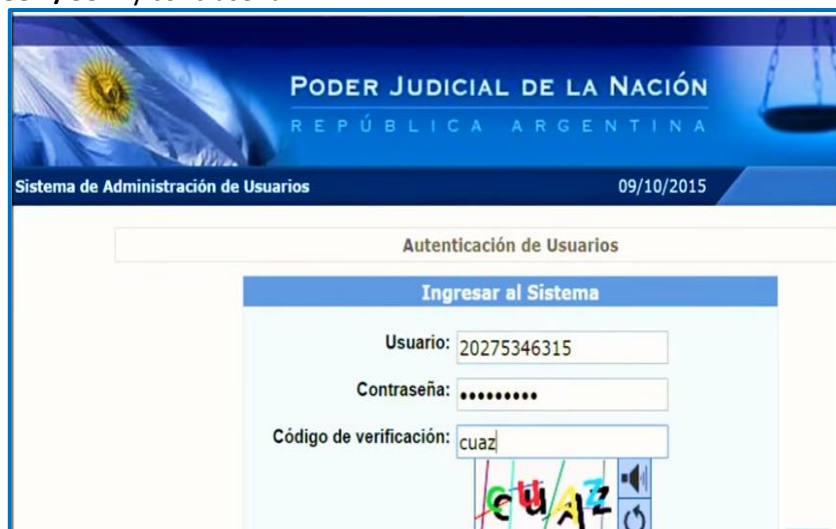 PODER JUDICIAL DE LA NACIÓN
REPÚBLICA ARGENTINA
Sistema de Administración de Usuarios 09/10/2015
Autenticación de Usuarios
Ingresar al Sistema
Usuario: 20275346315
Contraseña: •••••••••
Código de verificación: cuaz
cuAz